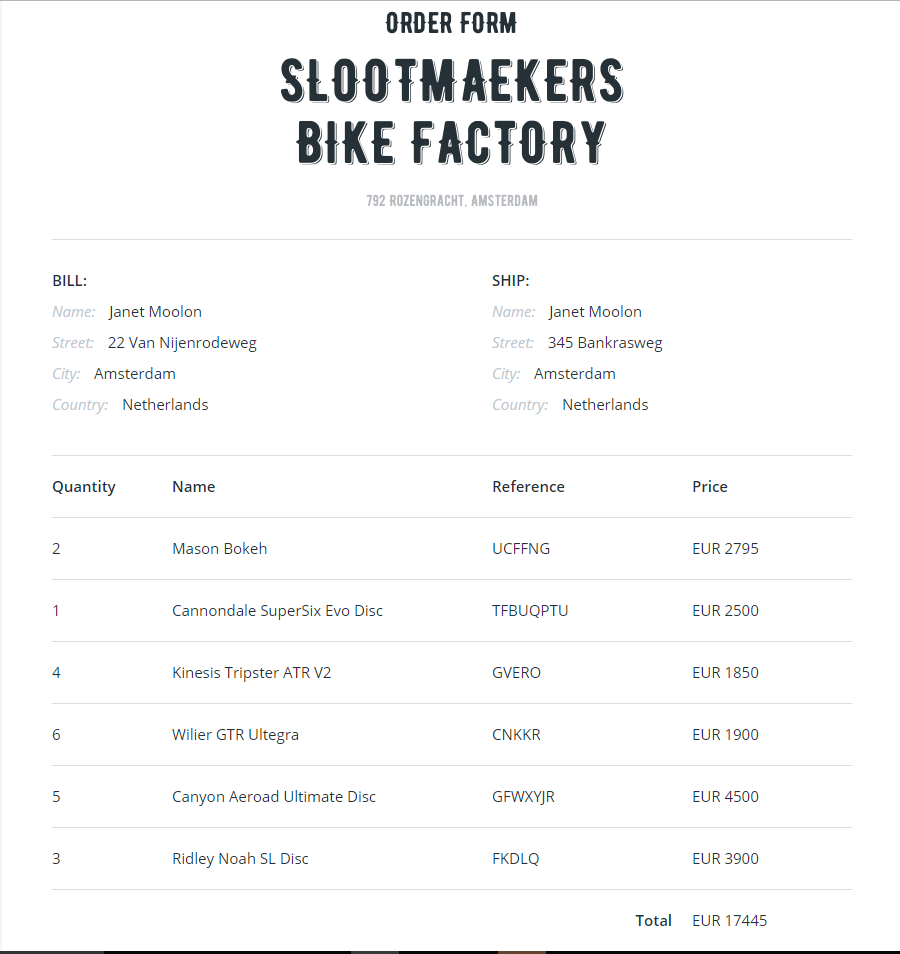 ORDER FORM
SLOOTMAEKERS
BIKE FACTORY
792 ROZENGRACHT, AMSTERDAM
BILL:
Name: Janet Moolon
Street: 22 Van Nijenrodeweg
City: Amsterdam
Country: Netherlands
SHIP:
Name: Janet Moolon
Street: 345 Bankrasweg
City: Amsterdam
Country: Netherlands
Quantity Name Reference Price
2 Mason Bokeh UCFFNG EUR 2795
1 Cannondale SuperSix Evo Disc TFBUQPTU EUR 2500
4 Kinesis Tripster ATR V2 GVERO EUR 1850
6 Wilier GTR Ultegra CNKKR EUR 1900
5 Canyon Aeroad Ultimate Disc GFWXYJR EUR 4500
3 Ridley Noah SL Disc FKDLQ EUR 3900
Total EUR 17445